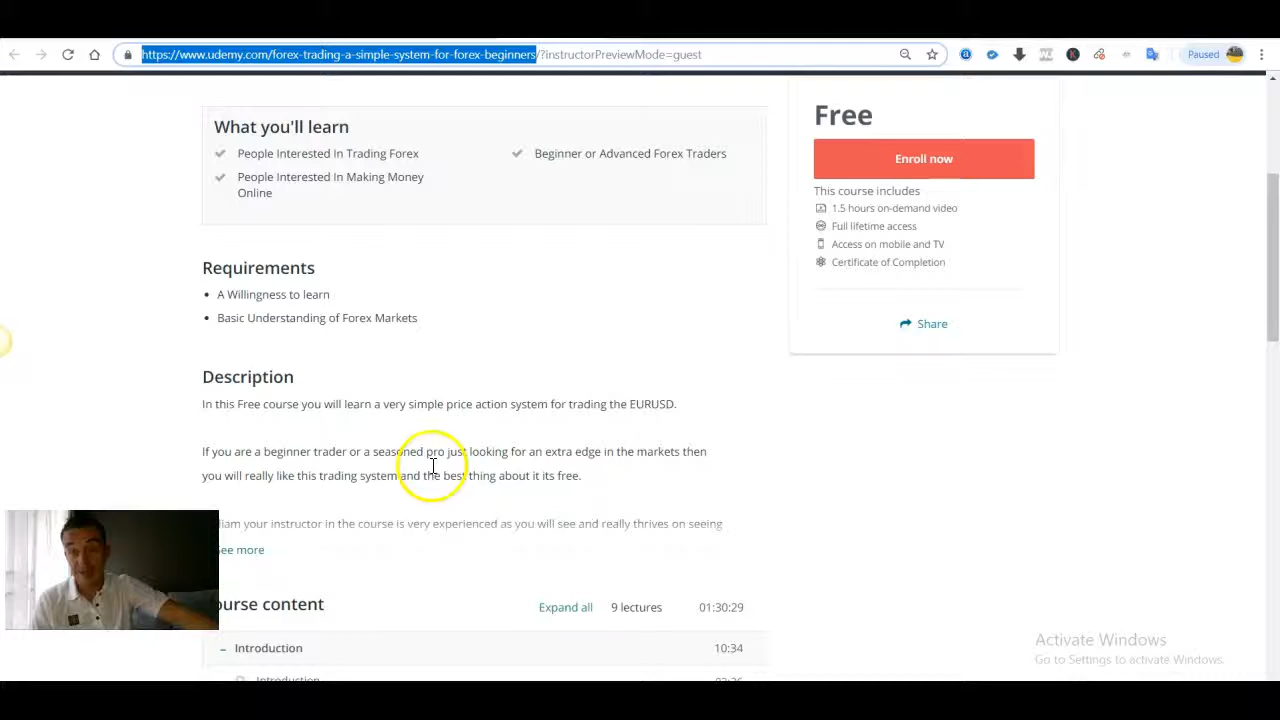 https://www.udemy.com/forex-trading-a-simple-system-for-forex-beginners/?instructorPreviewMode=guest
Paused
What you'll learn
People Interested In Trading Forex
Beginner or Advanced Forex Traders
People Interested In Making Money
Online
Free
Enroll now
This course includes
1.5 hours on-demand video
Full lifetime access
Access on mobile and TV
Certificate of Completion
Share
Requirements
A Willingness to learn
Basic Understanding of Forex Markets
Description
In this Free course you will learn a very simple price action system for trading the EURUSD.
If you are a beginner trader or a seasoned pro just looking for an extra edge in the markets then
you will really like this trading system and the best thing about it its free.
liam your instructor in the course is very experienced as you will see and really thrives on seeing
See more
ourse content
Expand all
9 lectures
01:30:29
Introduction
10:34
Introduction
Activate Windows
Go to Settings to activate Windows.